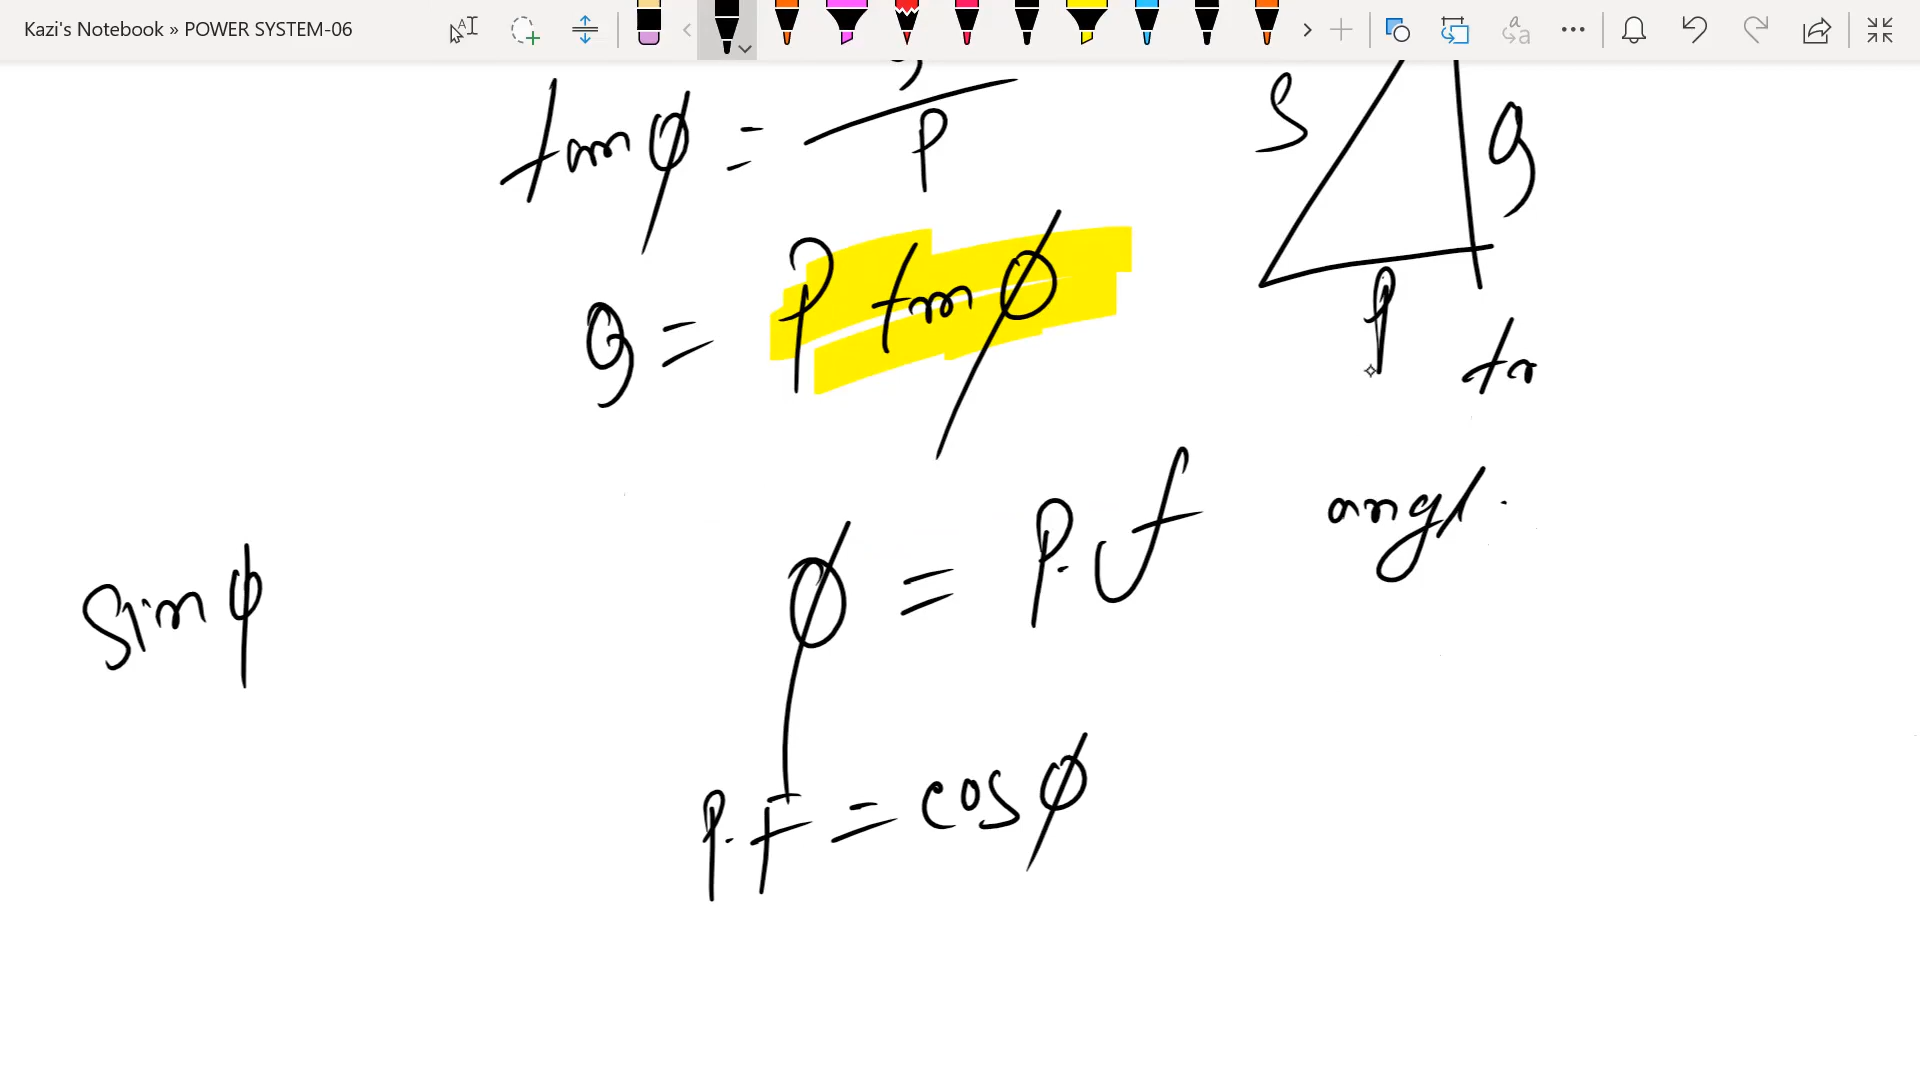 Kazi's Notebook » POWER SYSTEM-06
tan φ = Q / P
S
Q
P
Q = P tan φ
φ = P.f angl.
sin φ
P.F = cos φ